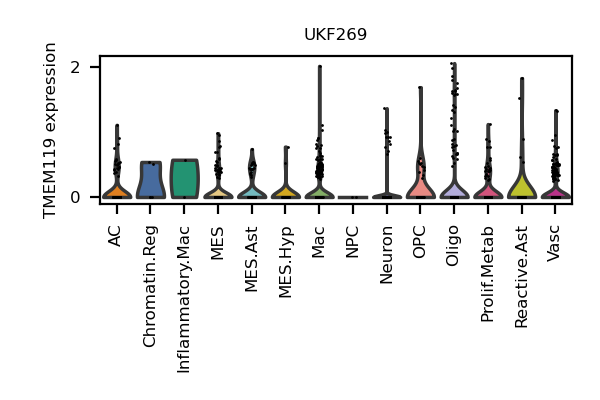 UKF269
TMEM119 expression
2
0
AC
Chromatin.Reg
Inflammatory.Mac
MES
MES.Ast
MES.Hyp
Mac
NPC
Neuron
OPC
Oligo
Prolif.Metab
Reactive.Ast
Vasc